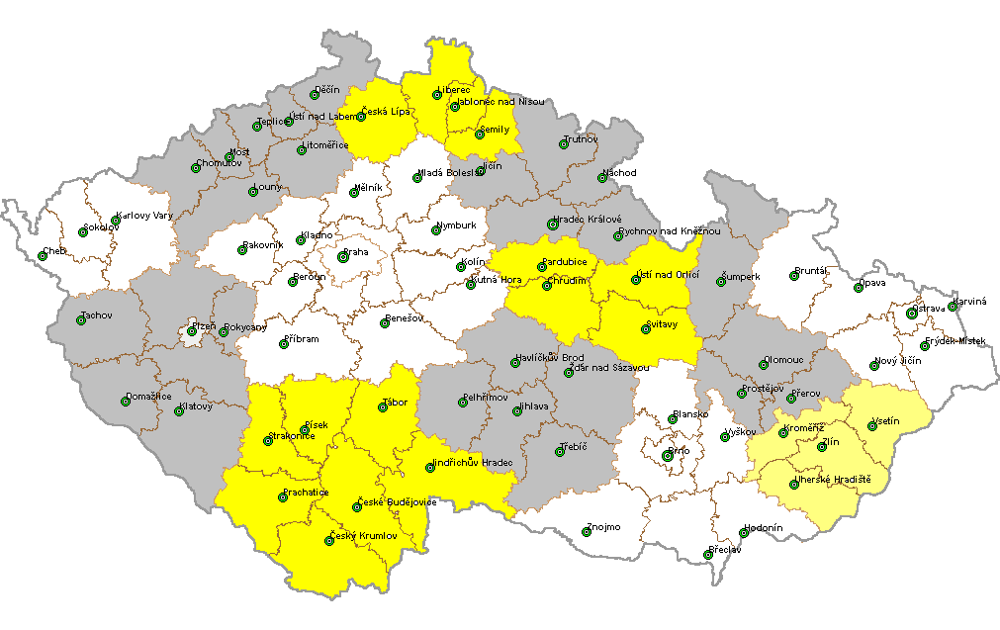 Děčín
Liberec
Jablonec nad Nisou
Česká Lípa
Teplice
Ústí nad Labem
Semily
Trutnov
Litoměřice
Most
Chomutov
Jičín
Mladá Boleslav
Náchod
Louny
Mělník
Karlovy Vary
Sokolov
Hradec Králové
Nymburk
Rychnov nad Kněžnou
Kladno
Rakovník
Cheb
Praha
Kolín
Pardubice
Bruntál
Ústí nad Orlicí
Šumperk
Beroun
Kutná Hora
Chrudim
Opava
Karviná
Ostrava
Tachov
Benešov
Plzeň
Rokycany
Svitavy
Příbram
Frýdek-Místek
Havlíčkův Brod
Olomouc
Nový Jičín
Žďár nad Sázavou
Prostějov
Přerov
Domažlice
Klatovy
Tábor
Pelhřimov
Jihlava
Blansko
Písek
Strakonice
Vyškov
Kroměříž
Vsetín
Zlín
Třebíč
Brno
Jindřichův Hradec
Uherské Hradiště
Prachatice
České Budějovice
Znojmo
Hodonín
Český Krumlov
Břeclav